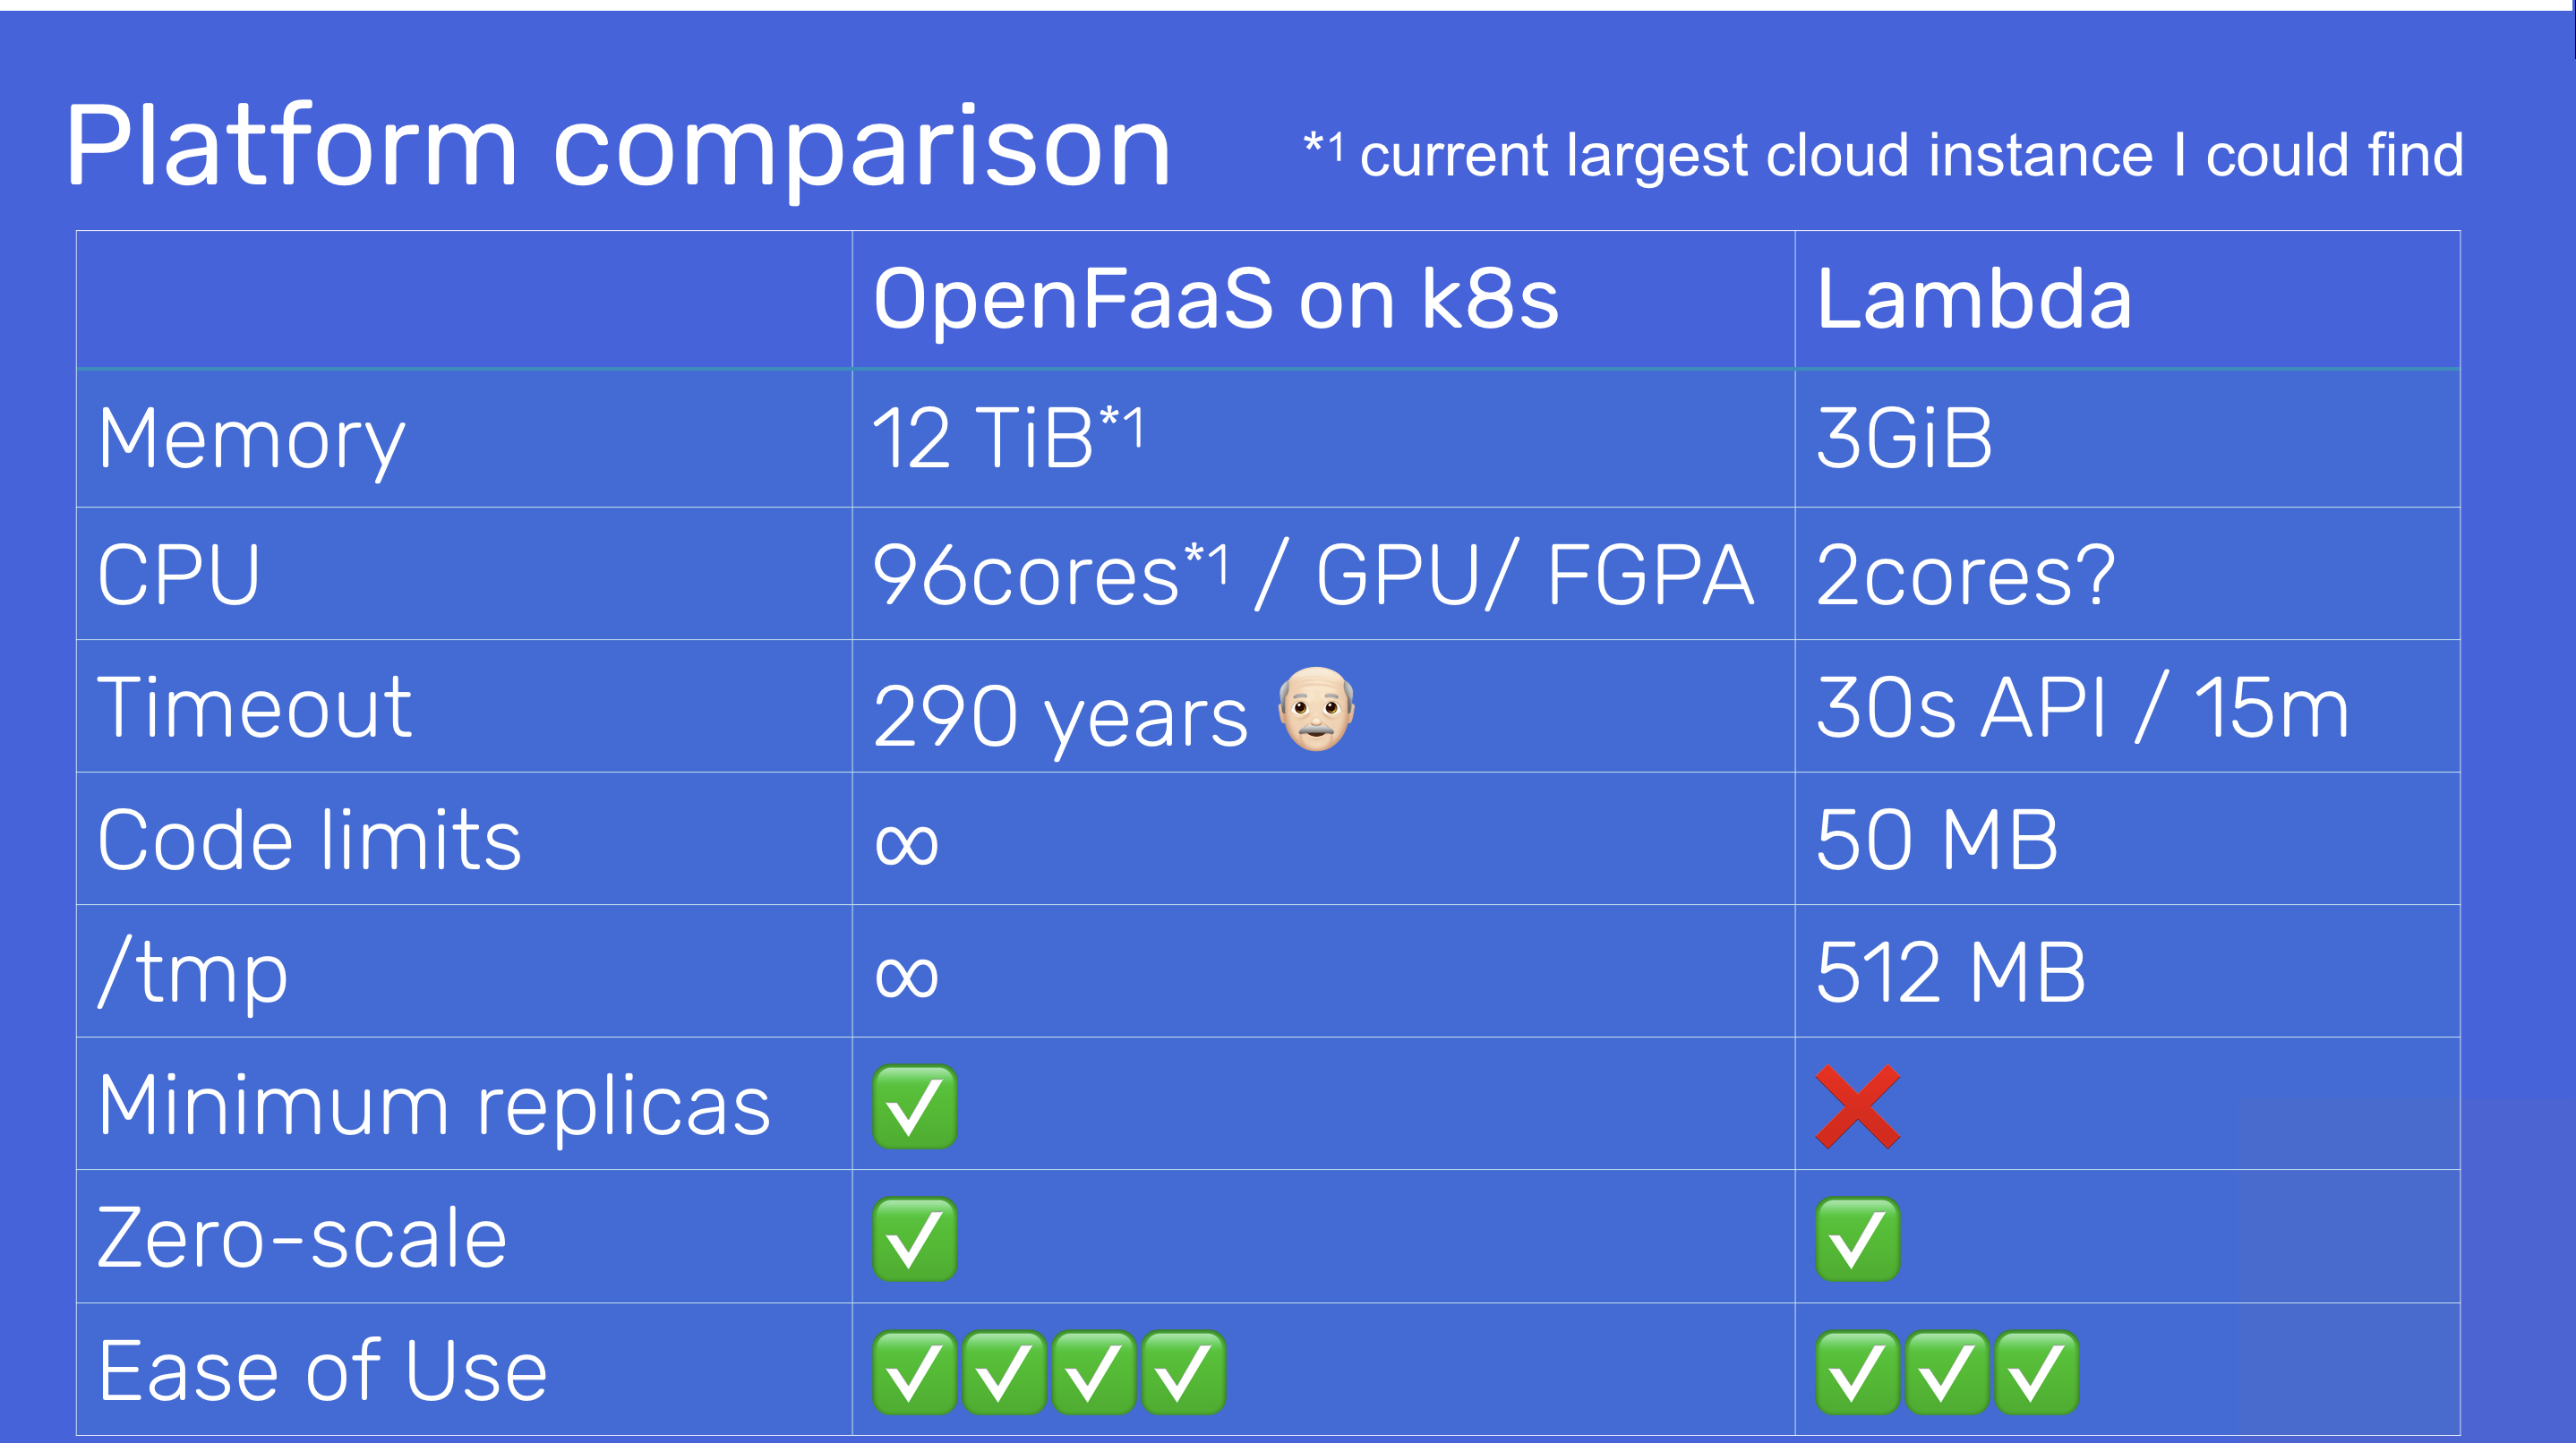 Platform comparison
*1 current largest cloud instance I could find
OpenFaaS on k8s Lambda
Memory 12 TiB*1 3GiB
CPU 96cores*1 / GPU/ FGPA 2cores?
Timeout 290 years 👴🏻 30s API / 15m
Code limits ∞ 50 MB
/tmp ∞ 512 MB
Minimum replicas ✅ ❌
Zero-scale ✅ ✅
Ease of Use ✅✅✅✅ ✅✅✅